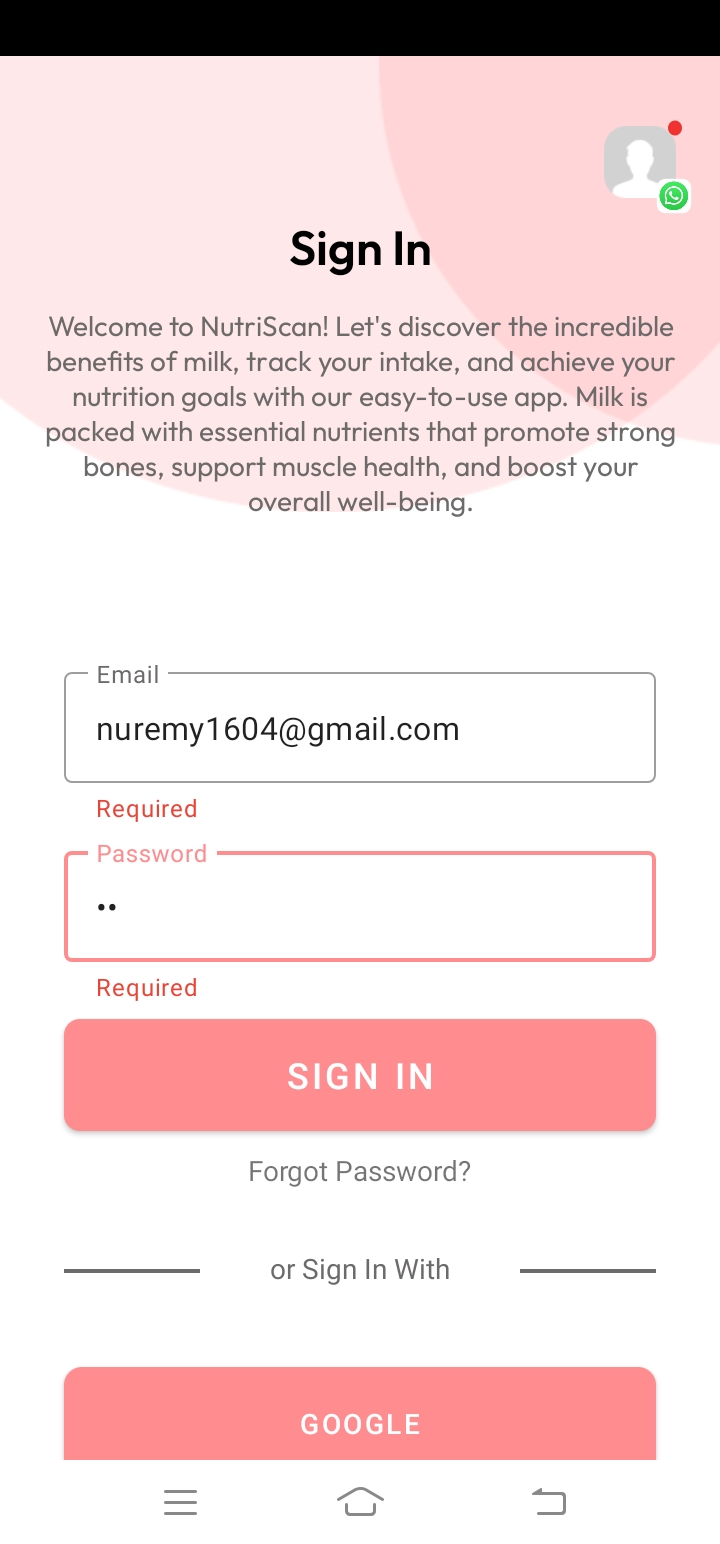 Sign In
Welcome to NutriScan! Let's discover the incredible
benefits of milk, track your intake, and achieve your
nutrition goals with our easy-to-use app. Milk is
packed with essential nutrients that promote strong
bones, support muscle health, and boost your
overall well-being.
Email
nuremy1604@gmail.com
Required
Password
••
Required
SIGN IN
Forgot Password?
or Sign In With
GOOGLE